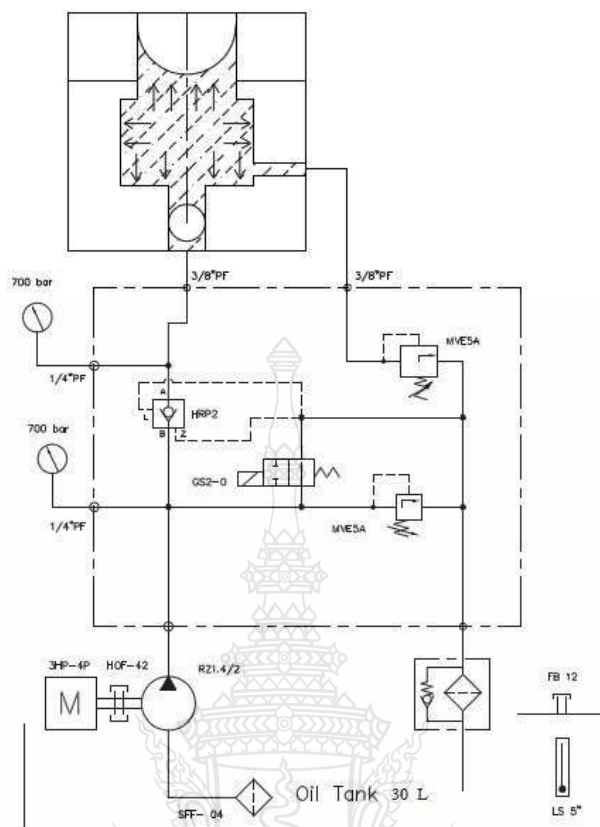 3/8"PF
3/8"PF
700 bar
MVE5A
1/4"PF
A
L
HRP2
B
Z
700 bar
GS2-0
1/4"PF
MVE5A
3HP-4P
HOF-42
RZ1.4/2
FB 12
M
Oil Tank 30 L
SFF- 04
LS 5"